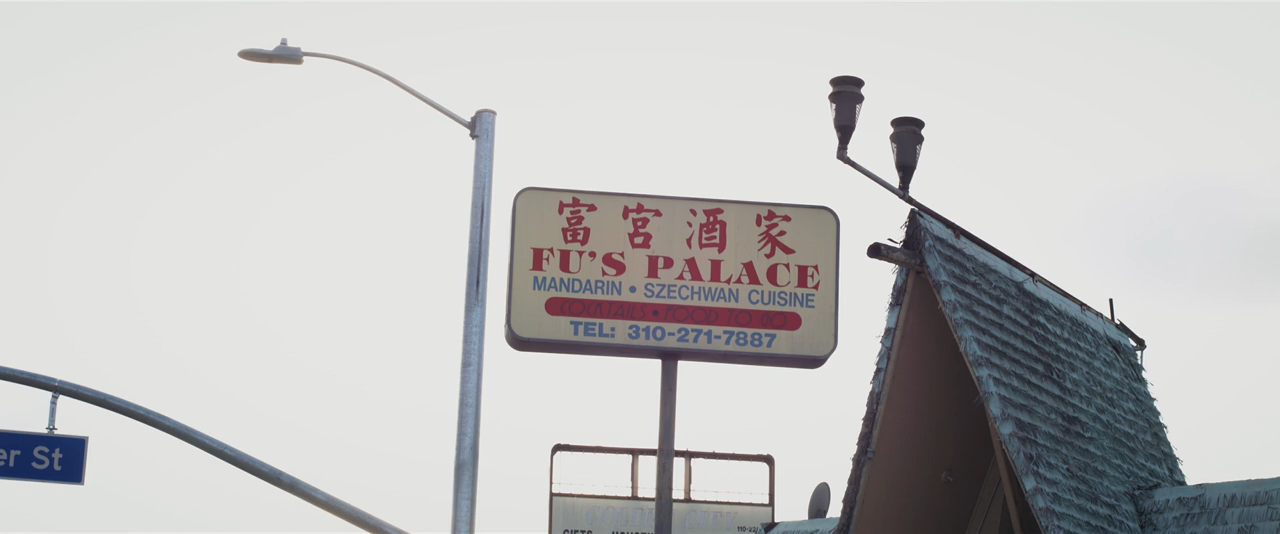 富宮酒家
FU'S PALACE
MANDARIN • SZECHWAN CUISINE
COCKTAILS • FOOD TO GO
TEL: 310-271-7887
er St